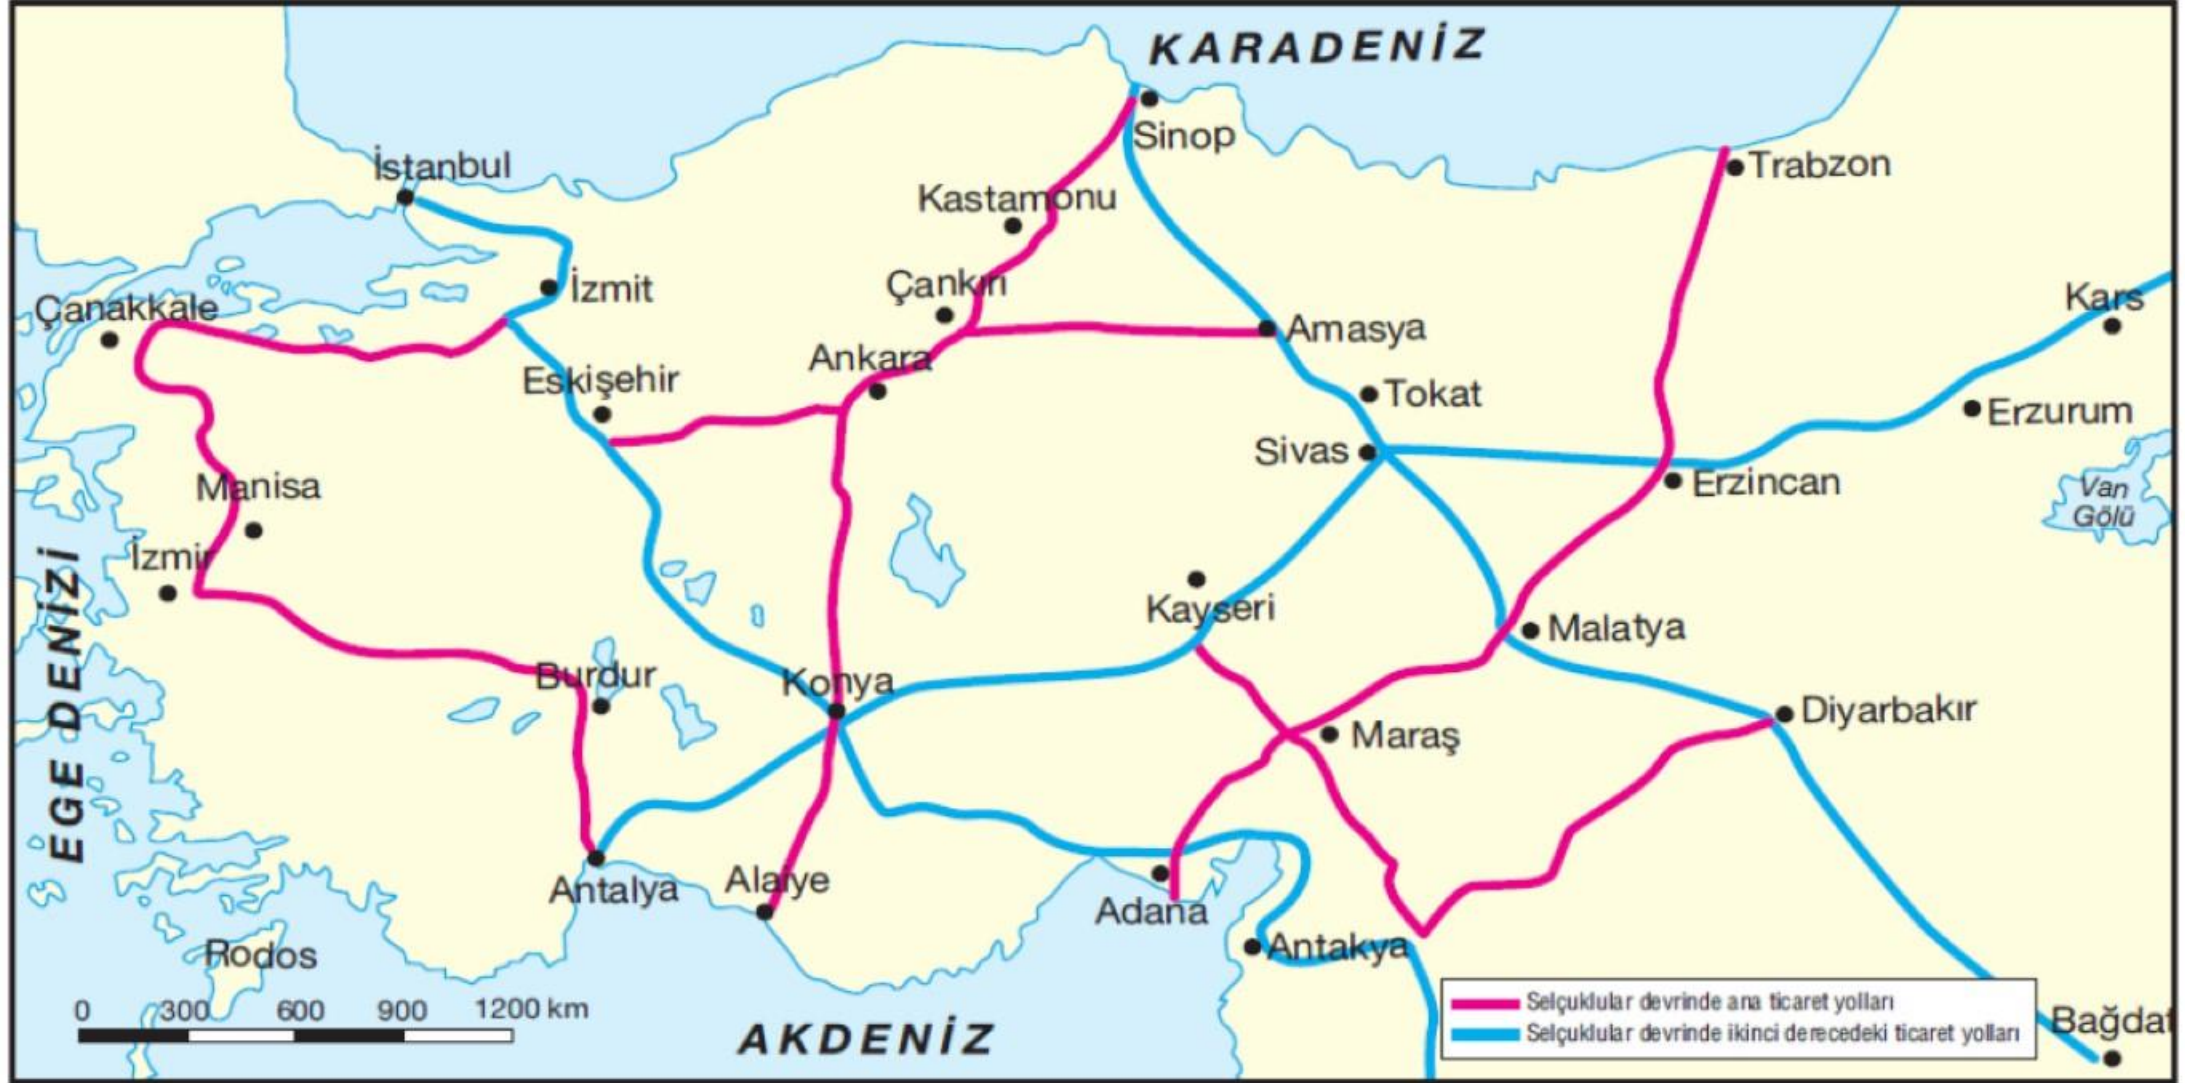 KARADENİZ
Sinop
İstanbul
Trabzon
Kastamonu
Çankırı
İzmit
Kars
Çanakkale
Amasya
Ankara
Eskişehir
Tokat
Erzurum
Sivas
Erzincan
Manisa
Van
Gölü
İzmir
EGE DENİZİ
Kayseri
Malatya
Burdur
Konya
Diyarbakır
Maraş
Antalya
Alaiye
Adana
Antakya
Rodos
0 300 600 900 1200 km
AKDENİZ
Selçuklular devrinde ana ticaret yolları
Selçuklular devrinde ikinci derecedeki ticaret yolları
Bağdat